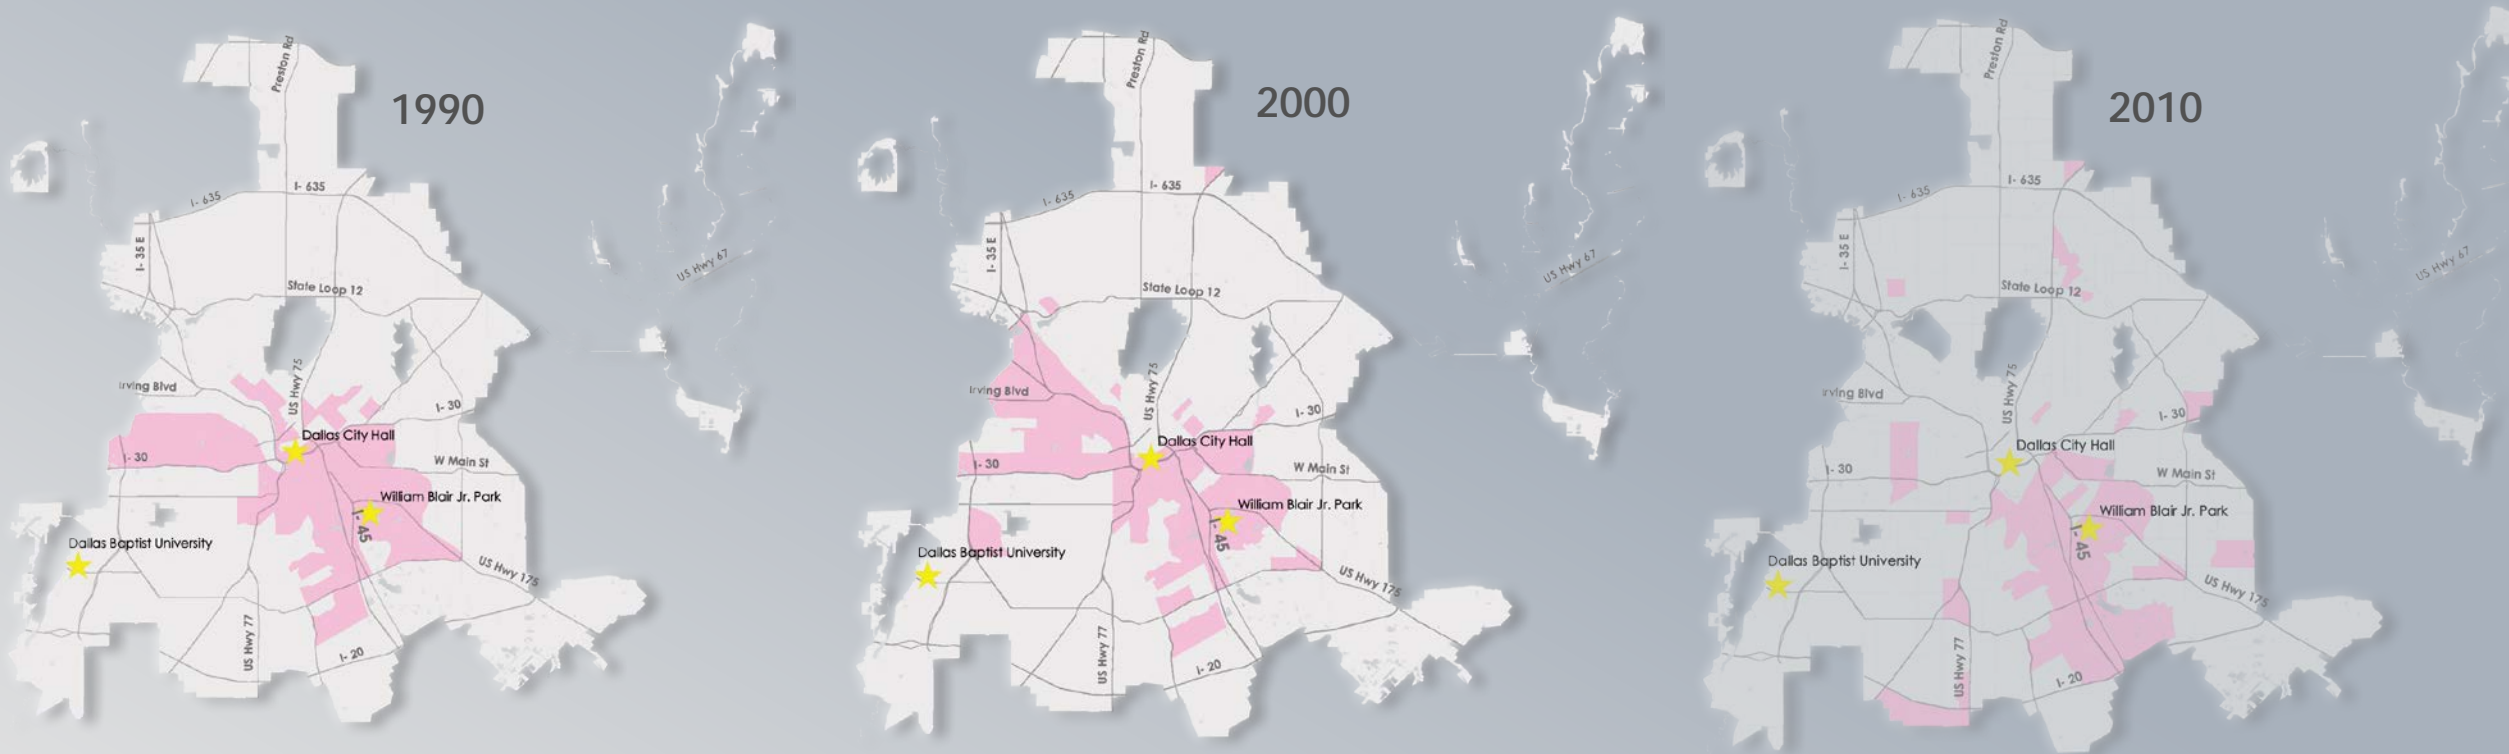 1990
Preston Rd
I- 635
I- 635
I- 35 E
State Loop 12
US Hwy 67
US Hwy 75
Irving Blvd
I- 30
Dallas City Hall
I- 30
W Main St
William Blair Jr. Park
I- 45
Dallas Baptist University
US Hwy 175
US Hwy 77
I- 20
2000
Preston Rd
I- 635
I- 635
I- 35 E
State Loop 12
US Hwy 67
US Hwy 75
Irving Blvd
I- 30
Dallas City Hall
I- 30
W Main St
William Blair Jr. Park
I- 45
Dallas Baptist University
US Hwy 175
US Hwy 77
I- 20
2010
Preston Rd
I- 635
I- 635
I- 35 E
State Loop 12
US Hwy 67
US Hwy 75
Irving Blvd
I- 30
Dallas City Hall
I- 30
W Main St
William Blair Jr. Park
I- 45
Dallas Baptist University
US Hwy 175
US Hwy 77
I- 20